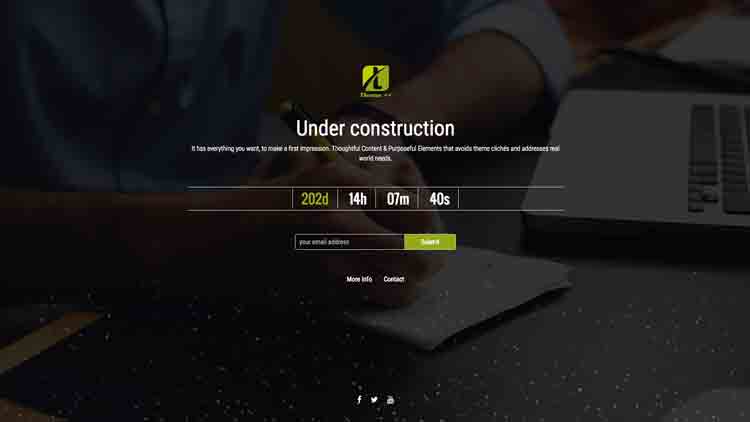 Under construction
It has everything you want, to make a first impression. Thoughtful Content & Purposeful Elements that avoids theme clichés and addresses real
world needs.
202d 14h 07m 40s
your email address Submit
More Info Contact